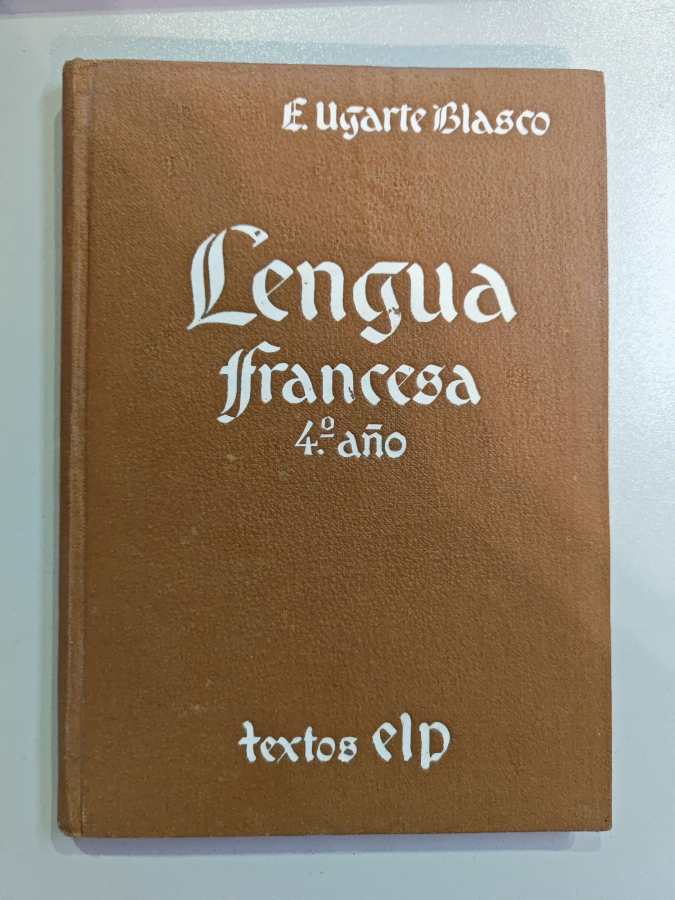 E. Ugarte Blasco
Lengua
Francesa
4.º año
textos elp